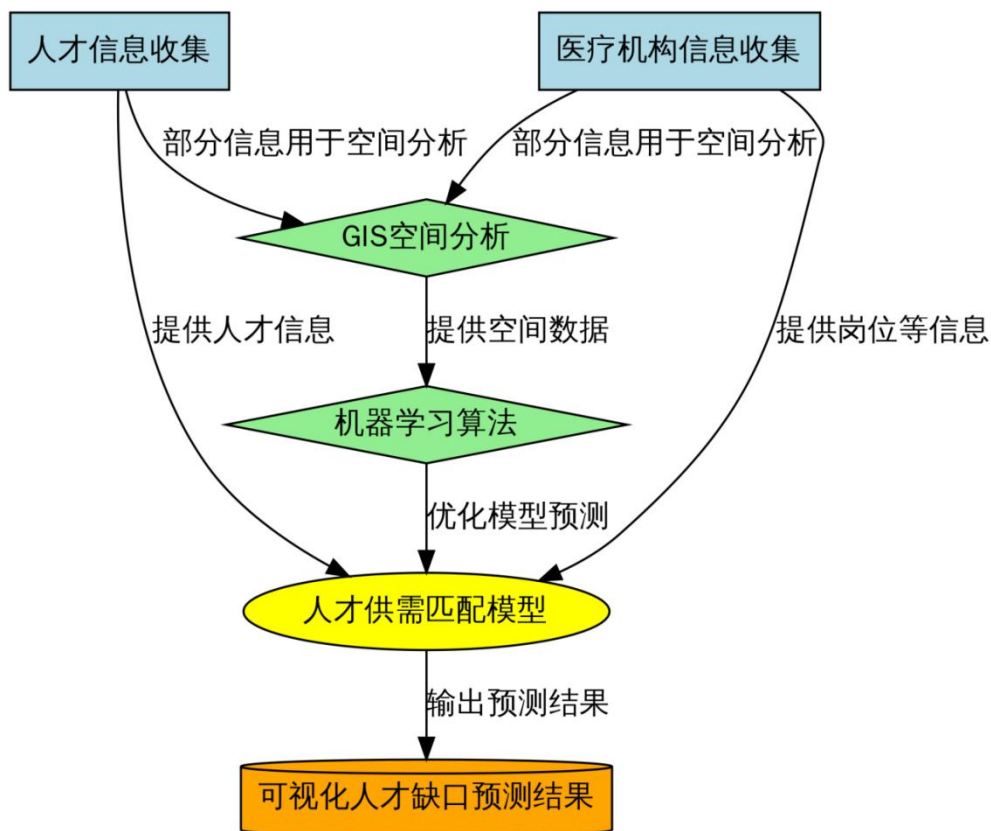 人才信息收集
医疗机构信息收集
部分信息用于空间分析
部分信息用于空间分析
GIS空间分析
提供人才信息
提供空间数据
提供岗位等信息
机器学习算法
优化模型预测
人才供需匹配模型
输出预测结果
可视化人才缺口预测结果